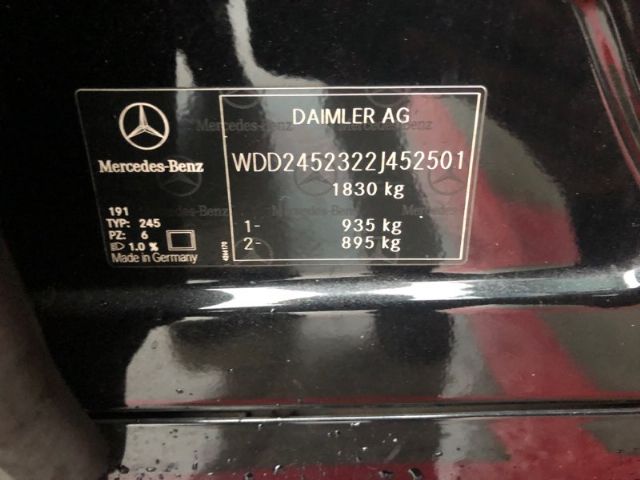 DAIMLER AG
Mercedes-Benz
WDD2452322J452501
1830 kg
191
TYP: 245
PZ: 6
1.0 %
Made in Germany
1- 935 kg
2- 895 kg